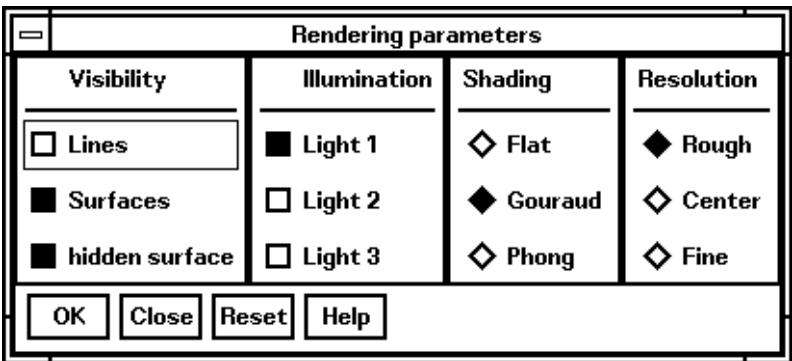 Rendering parameters
Visibility Illumination Shading Resolution
Lines Light 1 Flat Rough
Surfaces Light 2 Gouraud Center
hidden surface Light 3 Phong Fine
OK Close Reset Help